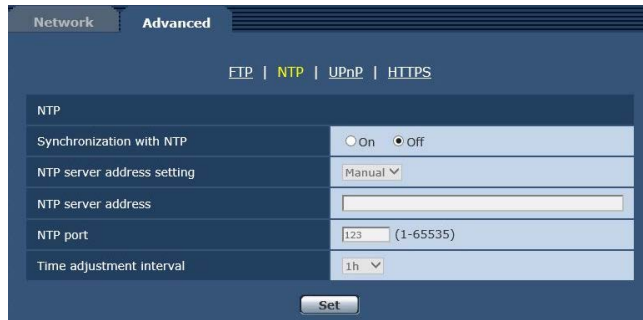 Network Advanced
FTP | NTP | UPnP | HTTPS
NTP
Synchronization with NTP On Off
NTP server address setting Manual
NTP server address
NTP port 123 (1-65535)
Time adjustment interval 1h
Set